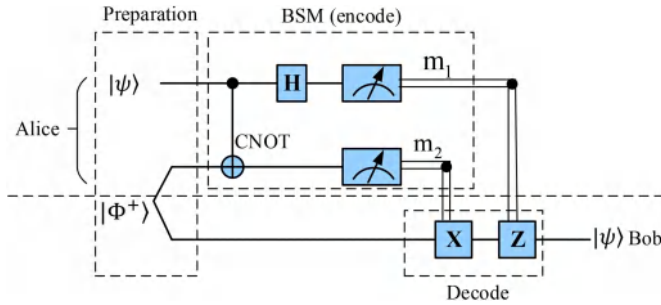 Preparation
BSM (encode)
|ψ⟩
H
m₁
Alice
CNOT
m₂
|Φ⁺⟩
X
Z
|ψ⟩ Bob
Decode